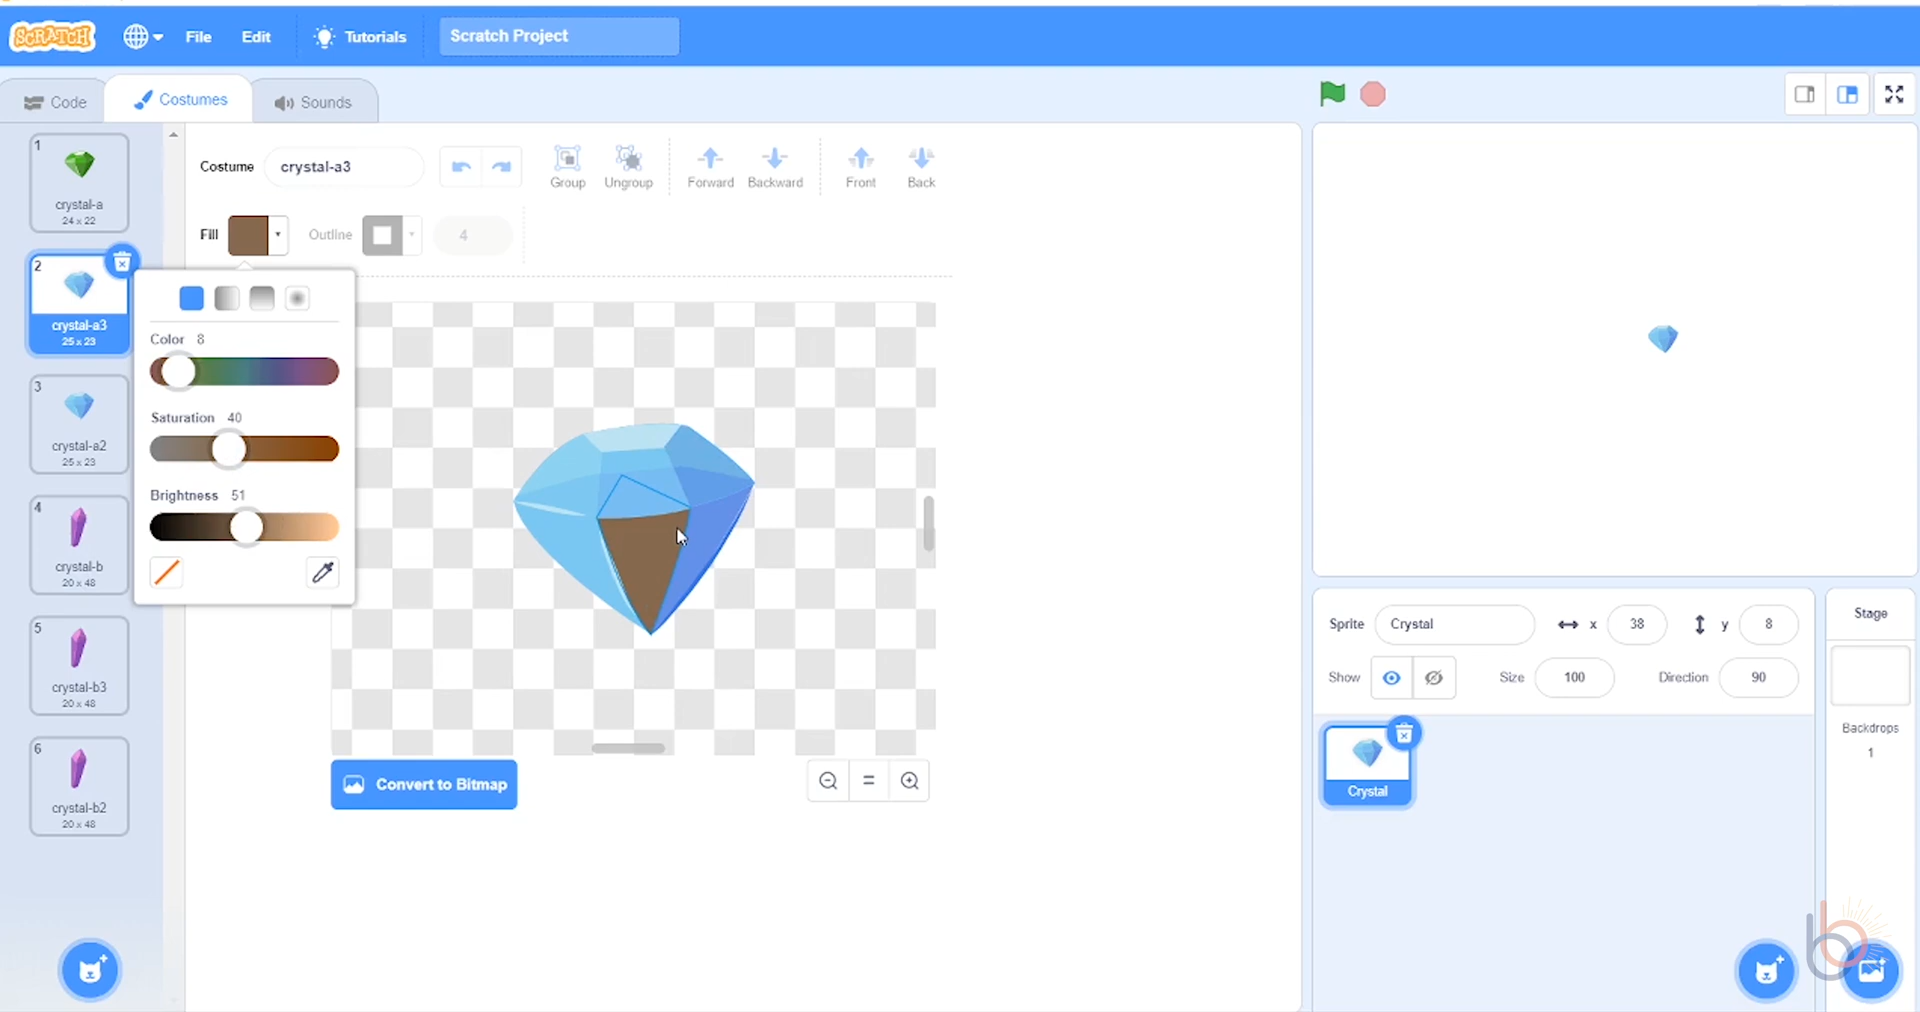 SCRATCH
File
Edit
Tutorials
Scratch Project
Code
Costumes
Sounds
1
crystal-a
24 x 22
2
crystal-a3
25 x 23
3
crystal-a2
25 x 23
4
crystal-b
20 x 48
5
crystal-b3
20 x 48
6
crystal-b2
20 x 48
Costume crystal-a3
Group
Ungroup
Forward
Backward
Front
Back
Fill
Outline
4
Color 8
Saturation 40
Brightness 51
Convert to Bitmap
Sprite Crystal
x 38
y 8
Show
Size 100
Direction 90
Crystal
Stage
Backdrops
1
b